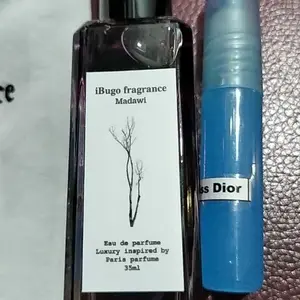 iBugo fragrance
Madawi
Eau de parfume
Luxury inspired by
Paris parfume
35ml
ss Dior